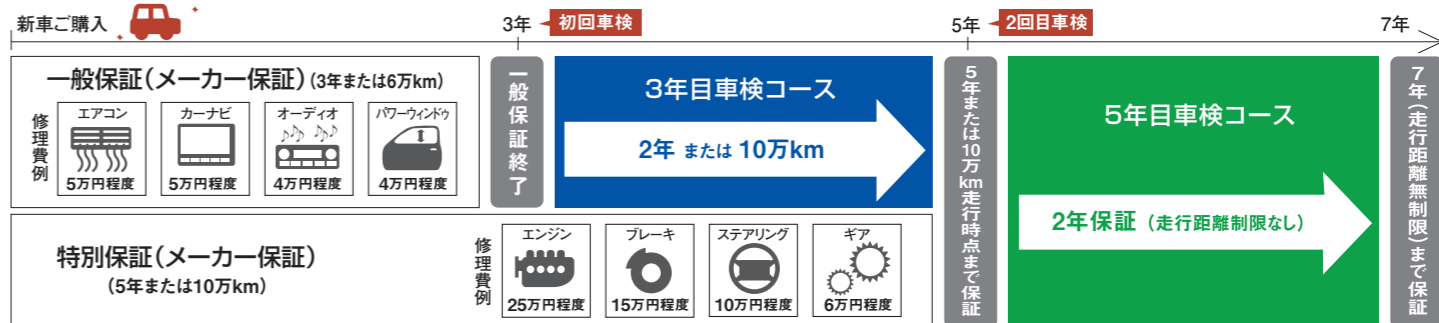 新車ご購入
3年
初回車検
5年
2回目車検
7年
一般保証（メーカー保証）（3年または6万km）
修理費例
エアコン
5万円程度
カーナビ
5万円程度
オーディオ
4万円程度
パワーウィンドゥ
4万円程度
一般保証終了
3年目車検コース
2年 または 10万km
5年または10万km走行時点まで保証
5年目車検コース
2年保証（走行距離制限なし）
7年（走行距離無制限）まで保証
特別保証（メーカー保証）
（5年または10万km）
修理費例
エンジン
25万円程度
ブレーキ
15万円程度
ステアリング
10万円程度
ギア
6万円程度